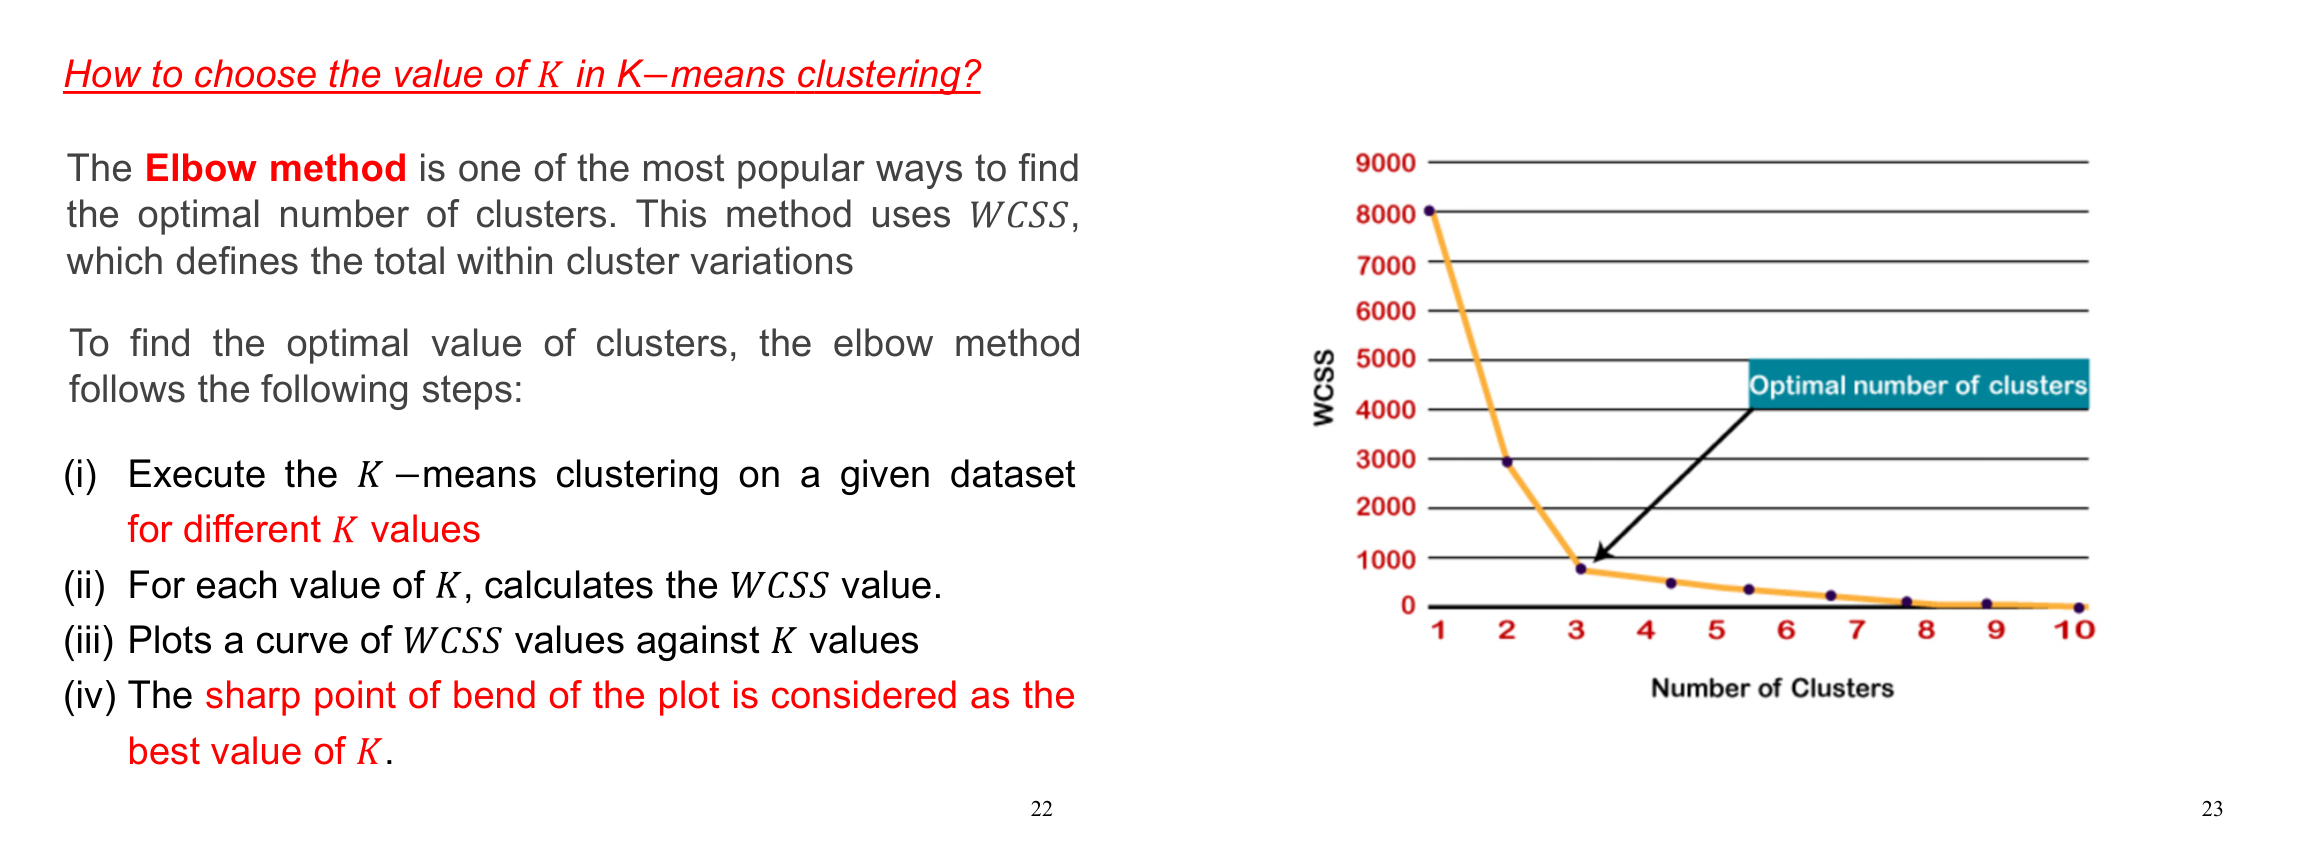 How to choose the value of K in K−means clustering?
The Elbow method is one of the most popular ways to find
the optimal number of clusters. This method uses WCSS,
which defines the total within cluster variations
To find the optimal value of clusters, the elbow method
follows the following steps:
(i) Execute the K −means clustering on a given dataset
for different K values
(ii) For each value of K, calculates the WCSS value.
(iii) Plots a curve of WCSS values against K values
(iv) The sharp point of bend of the plot is considered as the
best value of K.
22
9000
8000
7000
6000
5000
4000
3000
2000
1000
0
WCSS
Optimal number of clusters
1 2 3 4 5 6 7 8 9 10
Number of Clusters
23